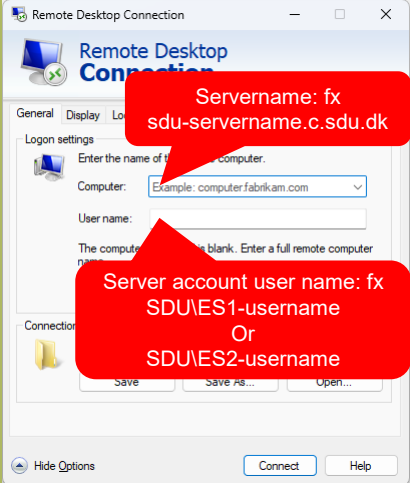 Remote Desktop Connection
Remote Desktop
Connection
Servername: fx
sdu-servername.c.sdu.dk
General Display
Logon settings
Enter the name of computer.
Computer: Example: computer.fabrikam.com
User name:
The computer is blank. Enter a full remote computer
Server account user name: fx
SDU\ES1-username
Or
SDU\ES2-username
Connection
Save Save As... Open...
Hide Options Connect Help